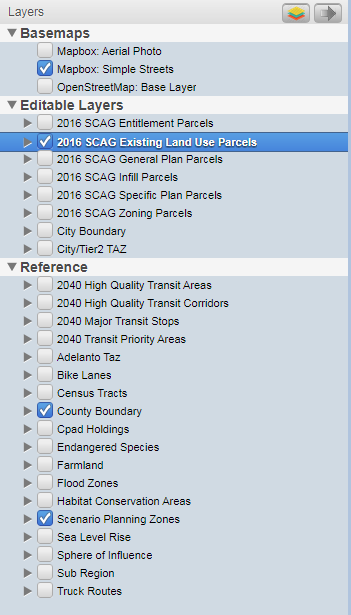 Layers
Basemaps
Mapbox: Aerial Photo
Mapbox: Simple Streets
OpenStreetMap: Base Layer
Editable Layers
2016 SCAG Entitlement Parcels
2016 SCAG Existing Land Use Parcels
2016 SCAG General Plan Parcels
2016 SCAG Infill Parcels
2016 SCAG Specific Plan Parcels
2016 SCAG Zoning Parcels
City Boundary
City/Tier2 TAZ
Reference
2040 High Quality Transit Areas
2040 High Quality Transit Corridors
2040 Major Transit Stops
2040 Transit Priority Areas
Adelanto Taz
Bike Lanes
Census Tracts
County Boundary
Cpad Holdings
Endangered Species
Farmland
Flood Zones
Habitat Conservation Areas
Scenario Planning Zones
Sea Level Rise
Sphere of Influence
Sub Region
Truck Routes